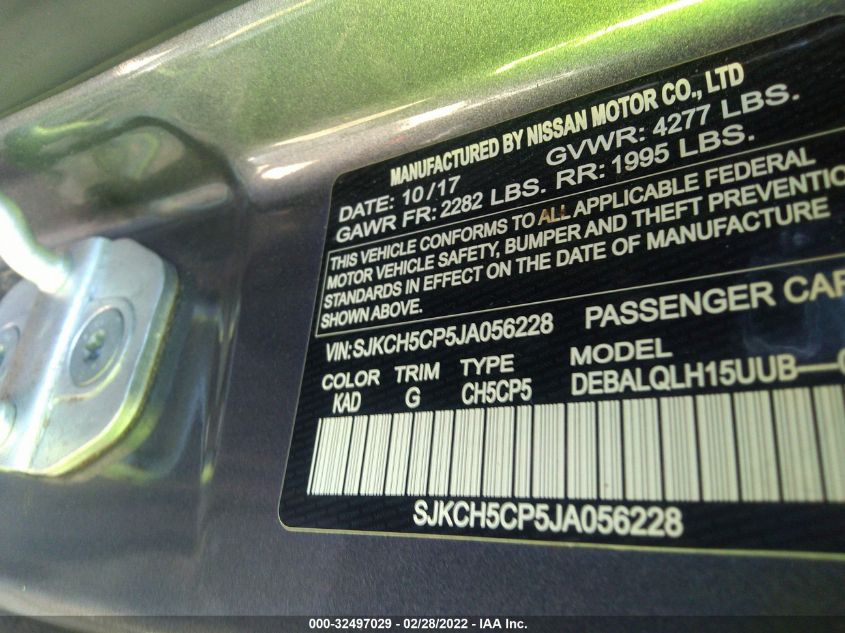 MANUFACTURED BY NISSAN MOTOR CO., LTD
DATE: 10/17 GVWR: 4277 LBS.
GAWR FR: 2282 LBS. RR: 1995 LBS.
THIS VEHICLE CONFORMS TO ALL APPLICABLE FEDERAL
MOTOR VEHICLE SAFETY, BUMPER AND THEFT PREVENTIO
STANDARDS IN EFFECT ON THE DATE OF MANUFACTURE
SHOWN ABOVE.
VIN:SJKCH5CP5JA056228 PASSENGER CAR
COLOR TRIM TYPE MODEL
KAD G CH5CP5 DEBALQLH15UUB—
SJKCH5CP5JA056228
000-32497029 - 02/28/2022 - IAA Inc.